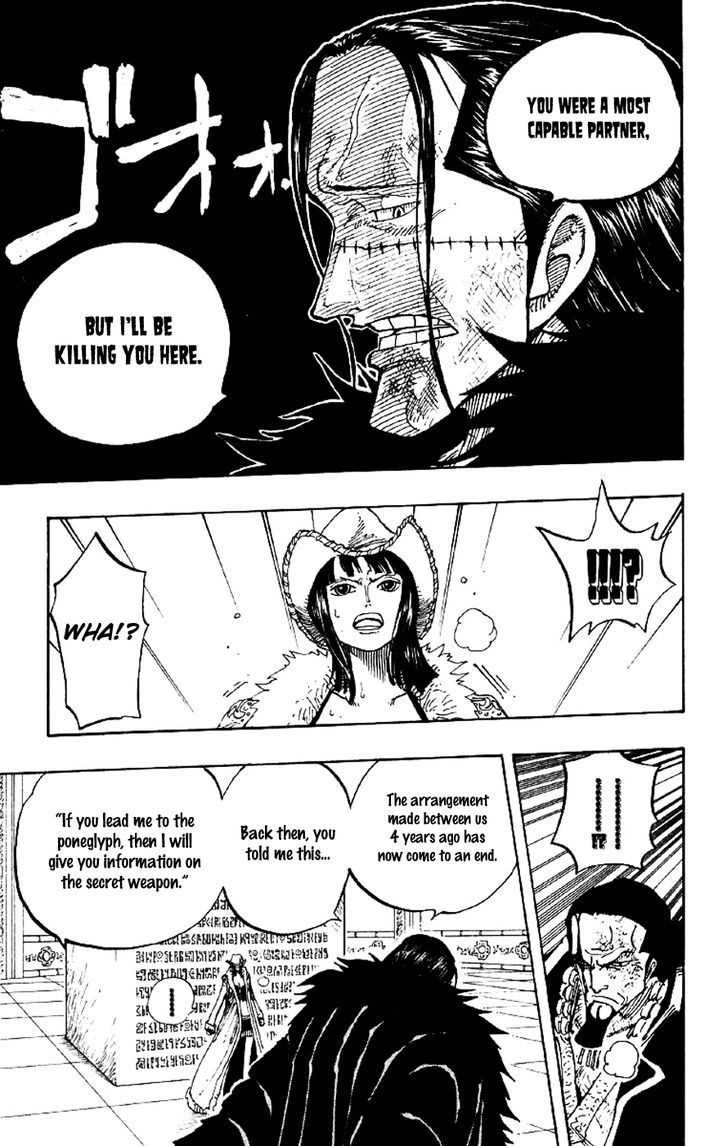 YOU WERE A MOST
CAPABLE PARTNER,
ゴオォ.
BUT I'LL BE
KILLING YOU HERE.
!!!!?
WHA!?
The arrangement
made between us
4 years ago has
now come to an end.
Back then, you
told me this...
"If you lead me to the
poneglyph, then I will
give you information on
the secret weapon."